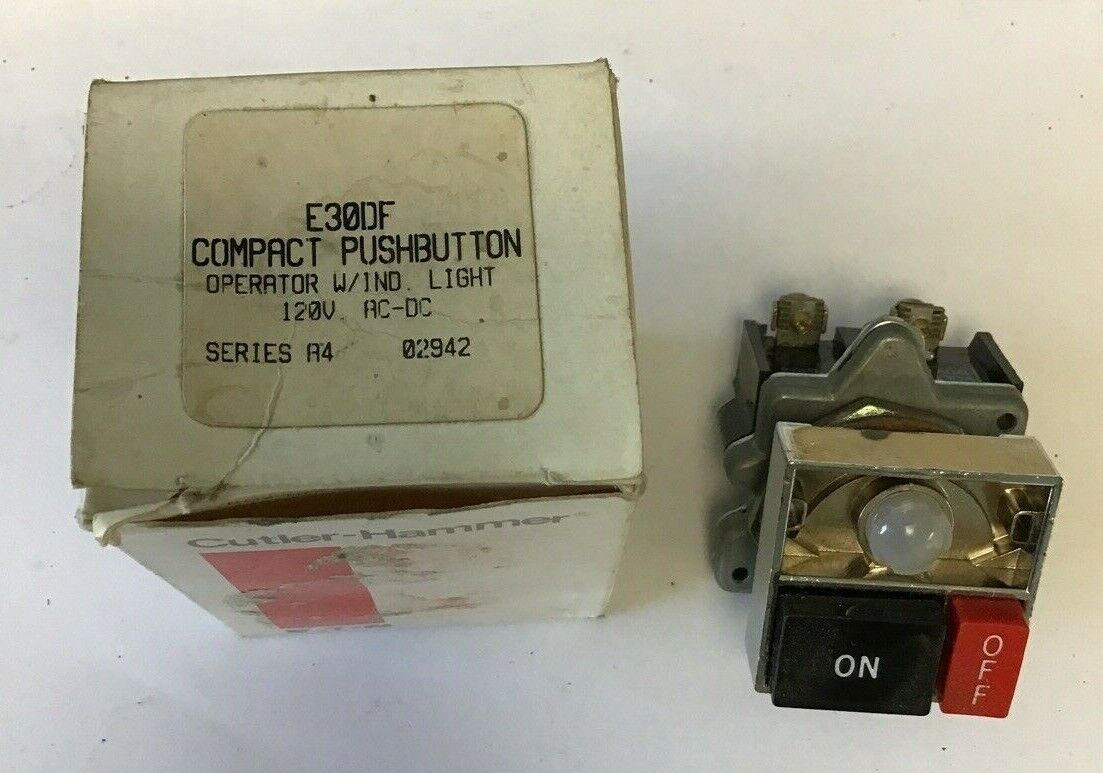 E30DF
COMPACT PUSHBUTTON
OPERATOR W/IND. LIGHT
120V. AC-DC
SERIES A4 02942
Cutler-Hammer
ON
OFF